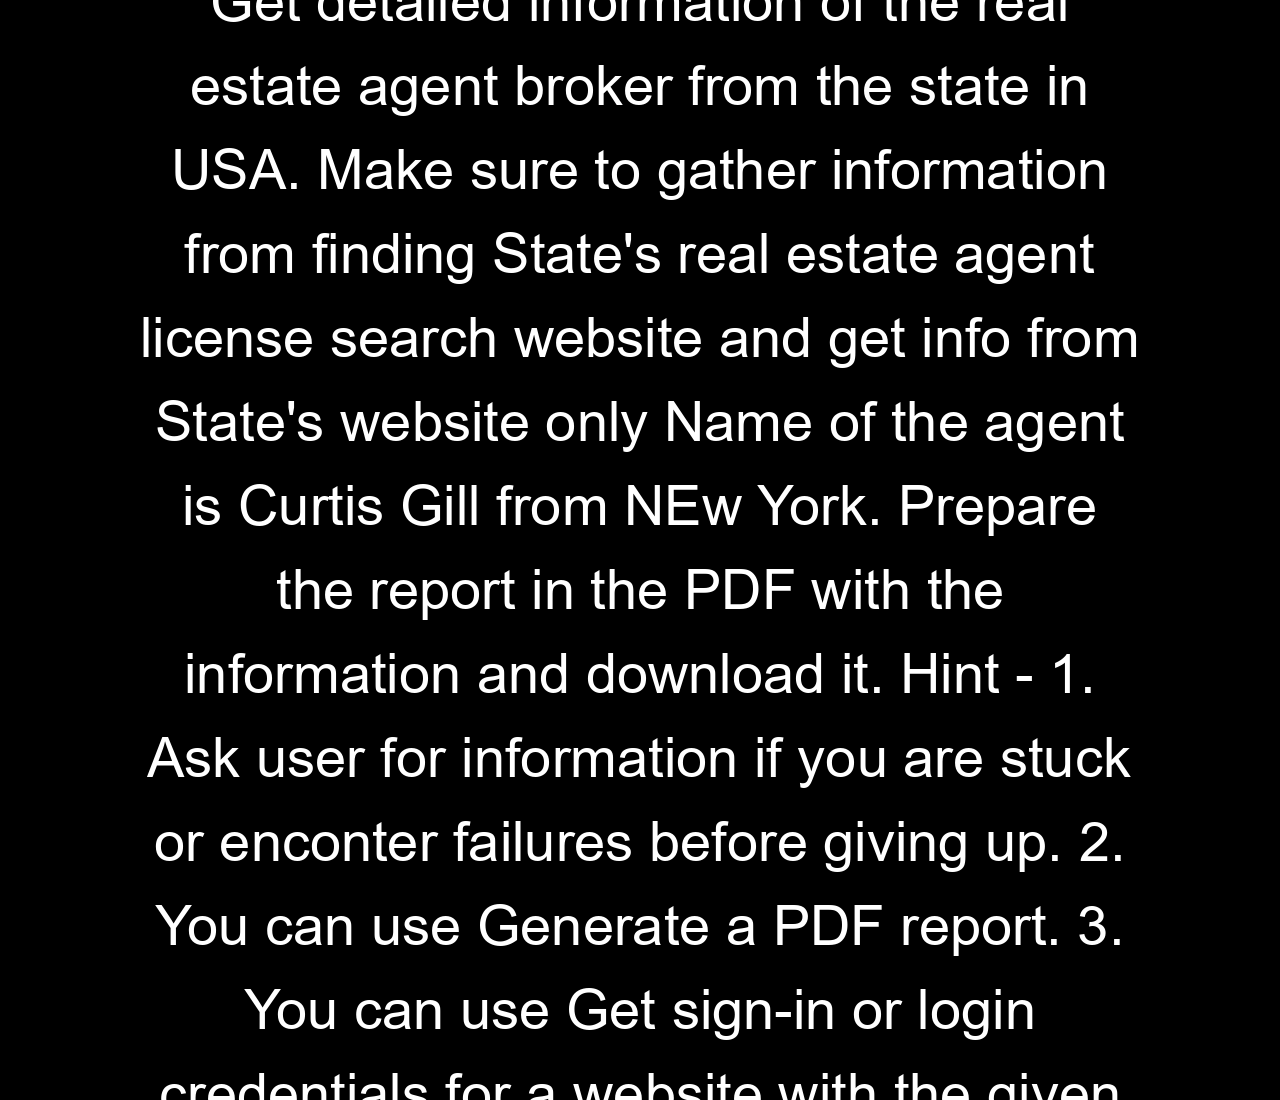 Get detailed information of the real
estate agent broker from the state in
USA. Make sure to gather information
from finding State's real estate agent
license search website and get info from
State's website only Name of the agent
is Curtis Gill from NEw York. Prepare
the report in the PDF with the
information and download it. Hint - 1.
Ask user for information if you are stuck
or enconter failures before giving up. 2.
You can use Generate a PDF report. 3.
You can use Get sign-in or login
credentials for a website with the given